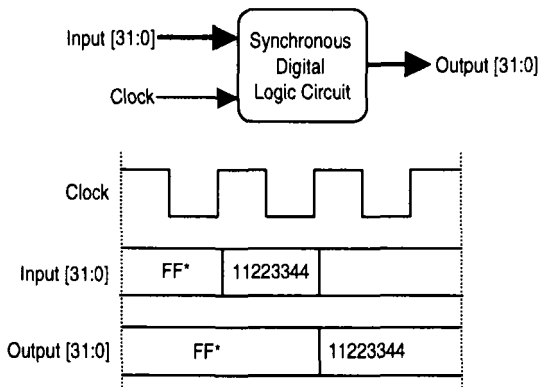 Input [31:0]
Clock
Synchronous
Digital
Logic Circuit
Output [31:0]
Clock
Input [31:0]
FF*
11223344
Output [31:0]
FF*
11223344